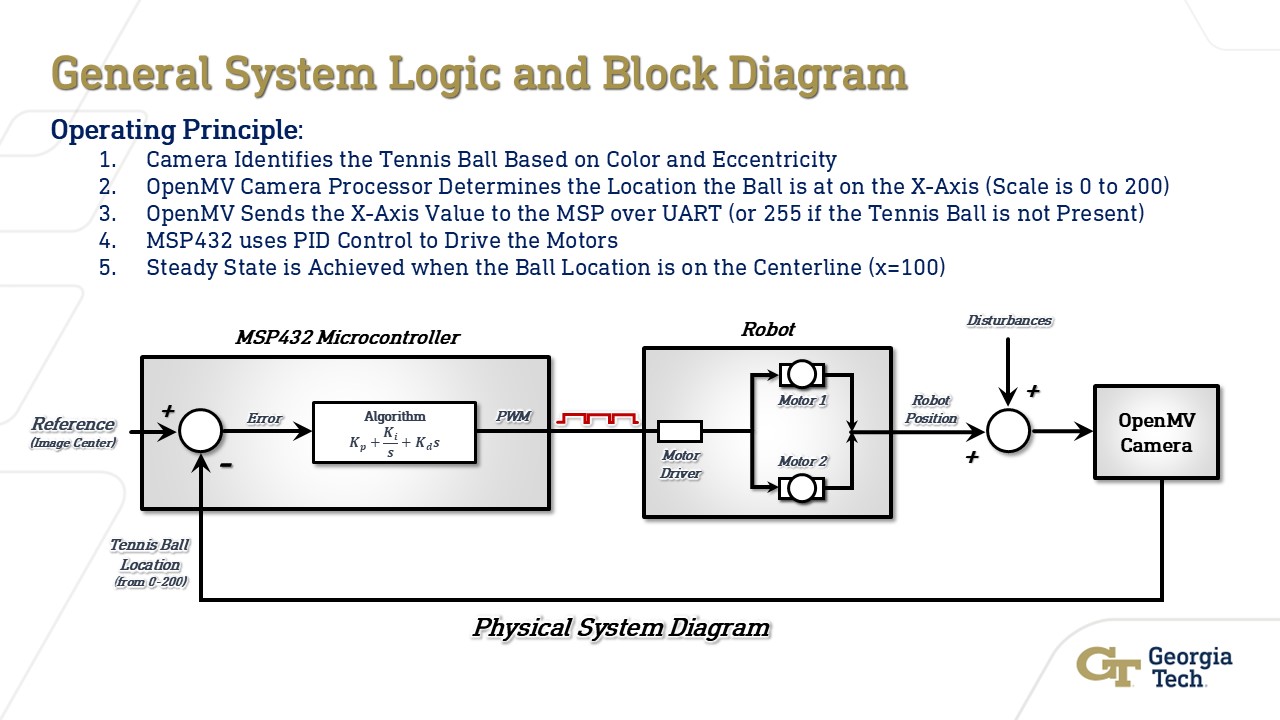 General System Logic and Block Diagram
Operating Principle:
1. Camera Identifies the Tennis Ball Based on Color and Eccentricity
2. OpenMV Camera Processor Determines the Location the Ball is at on the X-Axis (Scale is 0 to 200)
3. OpenMV Sends the X-Axis Value to the MSP over UART (or 255 if the Tennis Ball is not Present)
4. MSP432 uses PID Control to Drive the Motors
5. Steady State is Achieved when the Ball Location is on the Centerline (x=100)
MSP432 Microcontroller
Robot
Disturbances
Reference
(Image Center)
+
−
Error
Algorithm
K_p + K_i/s + K_d s
PWM
Motor
Driver
Motor 1
Motor 2
Robot
Position
+
+
OpenMV
Camera
Tennis Ball
Location
(from 0-200)
Physical System Diagram
GT Georgia
Tech.